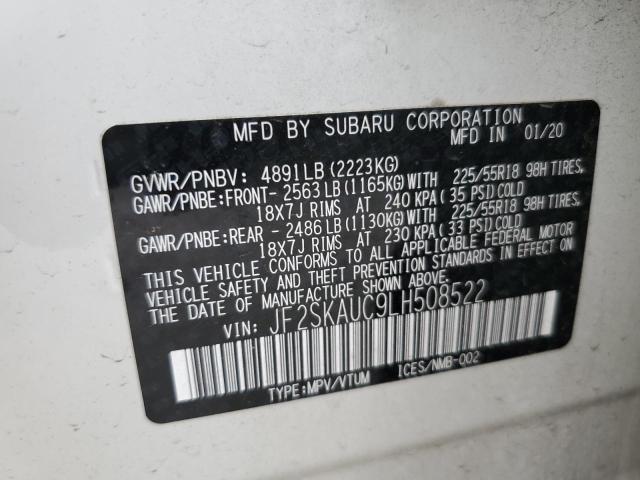 MFD BY SUBARU CORPORATION
MFD IN 01/20
GVWR/PNBV: 4891LB (2223KG)
GAWR/PNBE:FRONT- 2563LB(1165KG)WITH 225/55R18 98H TIRES,
18X7J RIMS AT 240 KPA( 35 PSI)COLD
GAWR/PNBE:REAR - 2486LB(1130KG)WITH 225/55R18 98H TIRES,
18X7J RIMS AT 230 KPA( 33 PSI)COLD
THIS VEHICLE CONFORMS TO ALL APPLICABLE FEDERAL MOTOR
VEHICLE SAFETY AND THEFT PREVENTION STANDARDS IN EFFECT
ON THE DATE OF MANUFACTURE SHOWN ABOVE.
VIN: JF2SKAUC9LH508522
TYPE:MPV/VTUM ICES/NMB-002